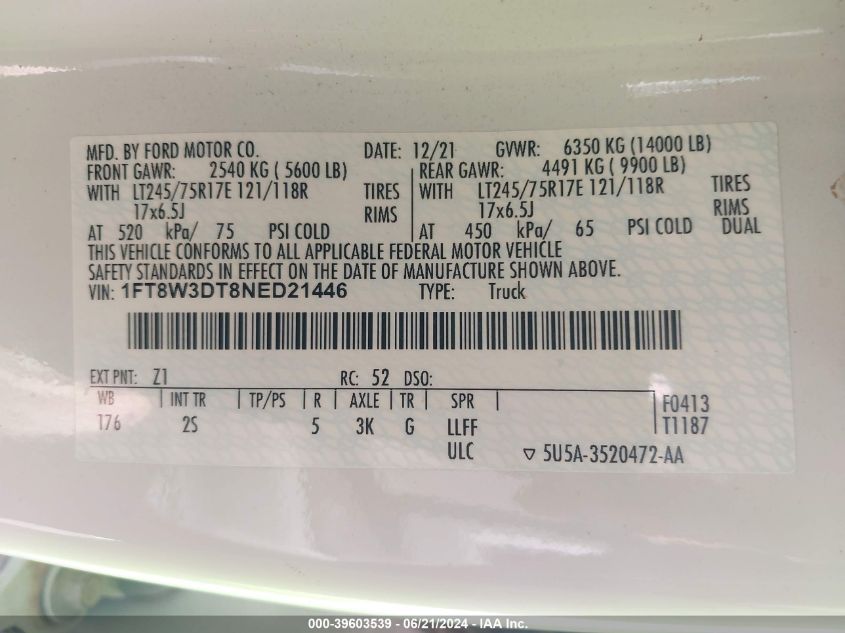 MFD. BY FORD MOTOR CO. DATE: 12/21 GVWR: 6350 KG (14000 LB)
FRONT GAWR: 2540 KG ( 5600 LB) REAR GAWR: 4491 KG ( 9900 LB)
WITH LT245/75R17E 121/118R TIRES WITH LT245/75R17E 121/118R TIRES
17x6.5J RIMS 17x6.5J RIMS
AT 520 kPa/ 75 PSI COLD AT 450 kPa/ 65 PSI COLD DUAL
THIS VEHICLE CONFORMS TO ALL APPLICABLE FEDERAL MOTOR VEHICLE
SAFETY STANDARDS IN EFFECT ON THE DATE OF MANUFACTURE SHOWN ABOVE.
VIN: 1FT8W3DT8NED21446 TYPE: Truck
EXT PNT: Z1 RC: 52 DSO:
WB | INT TR | TP/PS | R | AXLE | TR | SPR | F0413
176 2S 5 3K G LLFF T1187
ULC ▽ 5U5A-3520472-AA
000-39603539 - 06/21/2024 - IAA Inc.